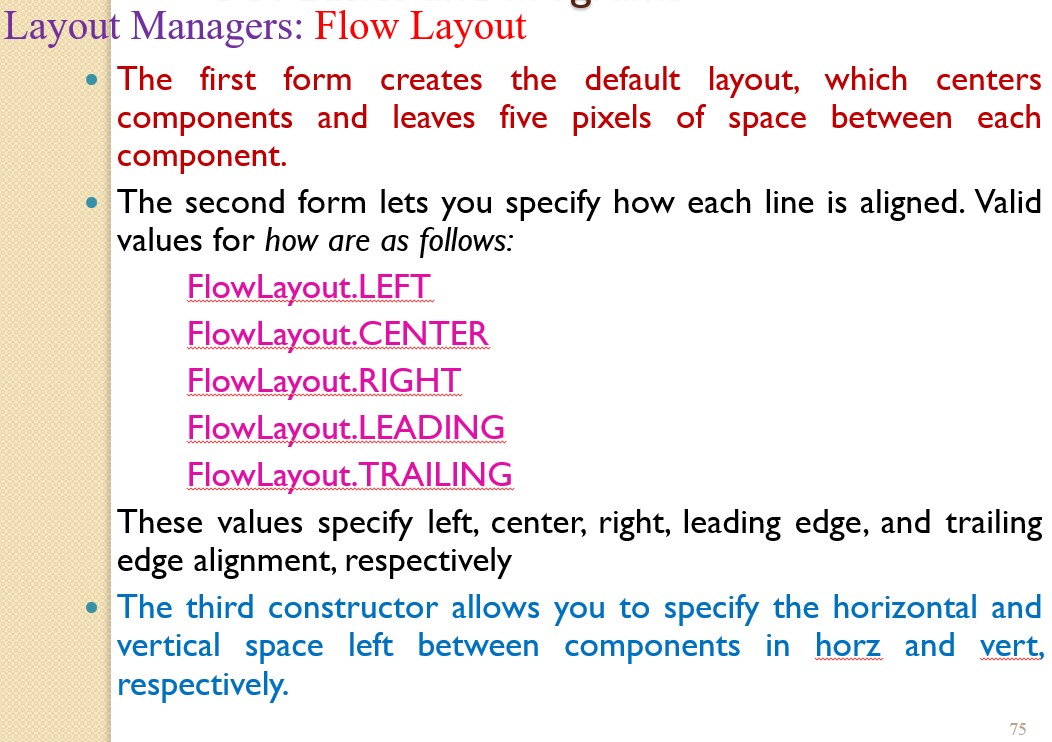 Layout Managers: Flow Layout
• The first form creates the default layout, which centers
components and leaves five pixels of space between each
component.
• The second form lets you specify how each line is aligned. Valid
values for how are as follows:
FlowLayout.LEFT
FlowLayout.CENTER
FlowLayout.RIGHT
FlowLayout.LEADING
FlowLayout.TRAILING
These values specify left, center, right, leading edge, and trailing
edge alignment, respectively
• The third constructor allows you to specify the horizontal and
vertical space left between components in horz and vert,
respectively.
75